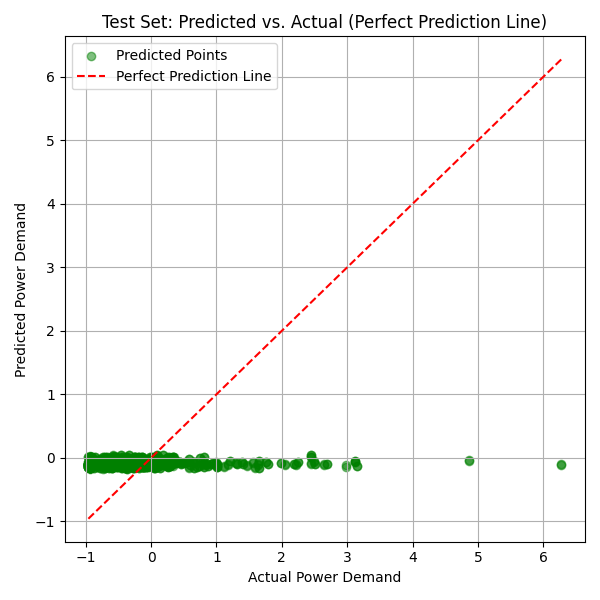 Test Set: Predicted vs. Actual (Perfect Prediction Line)
Predicted Points
Perfect Prediction Line
6
5
4
3
2
1
0
−1
Predicted Power Demand
−1 0 1 2 3 4 5 6
Actual Power Demand